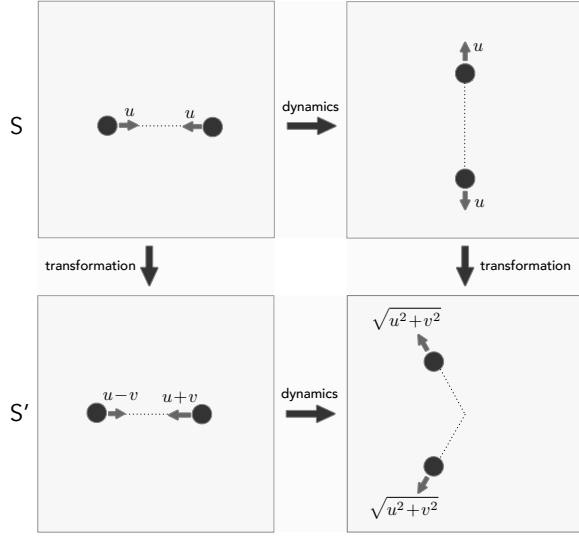 S
u
u
dynamics
u
u
transformation
transformation
S′
u−v
u+v
dynamics
√u²+v²
√u²+v²